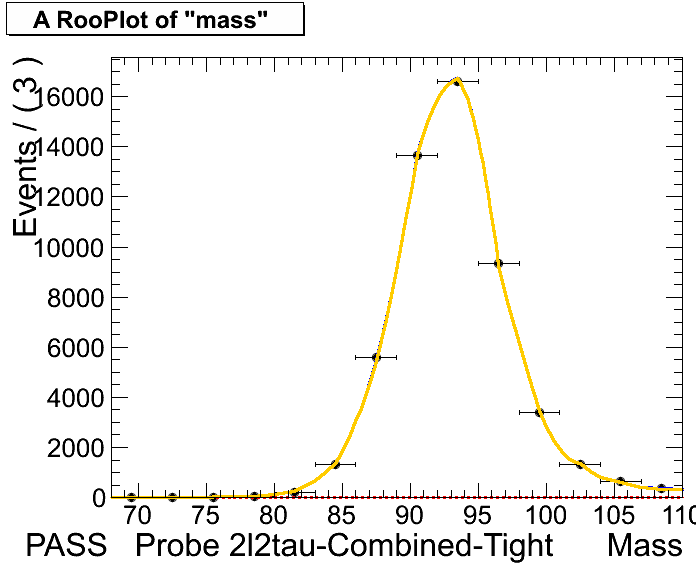 A RooPlot of "mass"
Events / ( 3 )
16000
14000
12000
10000
8000
6000
4000
2000
0
70 75 80 85 90 95 100 105 110
PASS Probe 2l2tau-Combined-Tight Mass